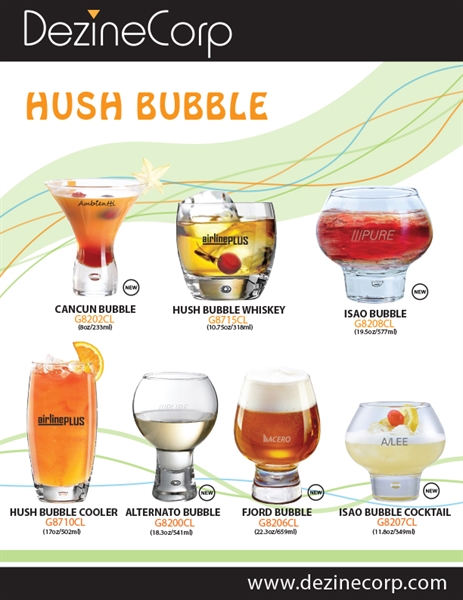 DezineCorp
HUSH BUBBLE
Ambientti
airlinePLUS
///PURE
NEW
NEW
CANCUN BUBBLE
G8202CL
(8oz/233ml)
HUSH BUBBLE WHISKEY
G8715CL
(10.75oz/318ml)
ISAO BUBBLE
G8208CL
(19.5oz/577ml)
airlinePLUS
///PURE
ACERO
A/LEE
NEW
NEW
NEW
HUSH BUBBLE COOLER
G8710CL
(17oz/502ml)
ALTERNATO BUBBLE
G8200CL
(18.3oz/541ml)
FJORD BUBBLE
G8206CL
(22.3oz/659ml)
ISAO BUBBLE COCKTAIL
G8207CL
(11.8oz/349ml)
www.dezinecorp.com